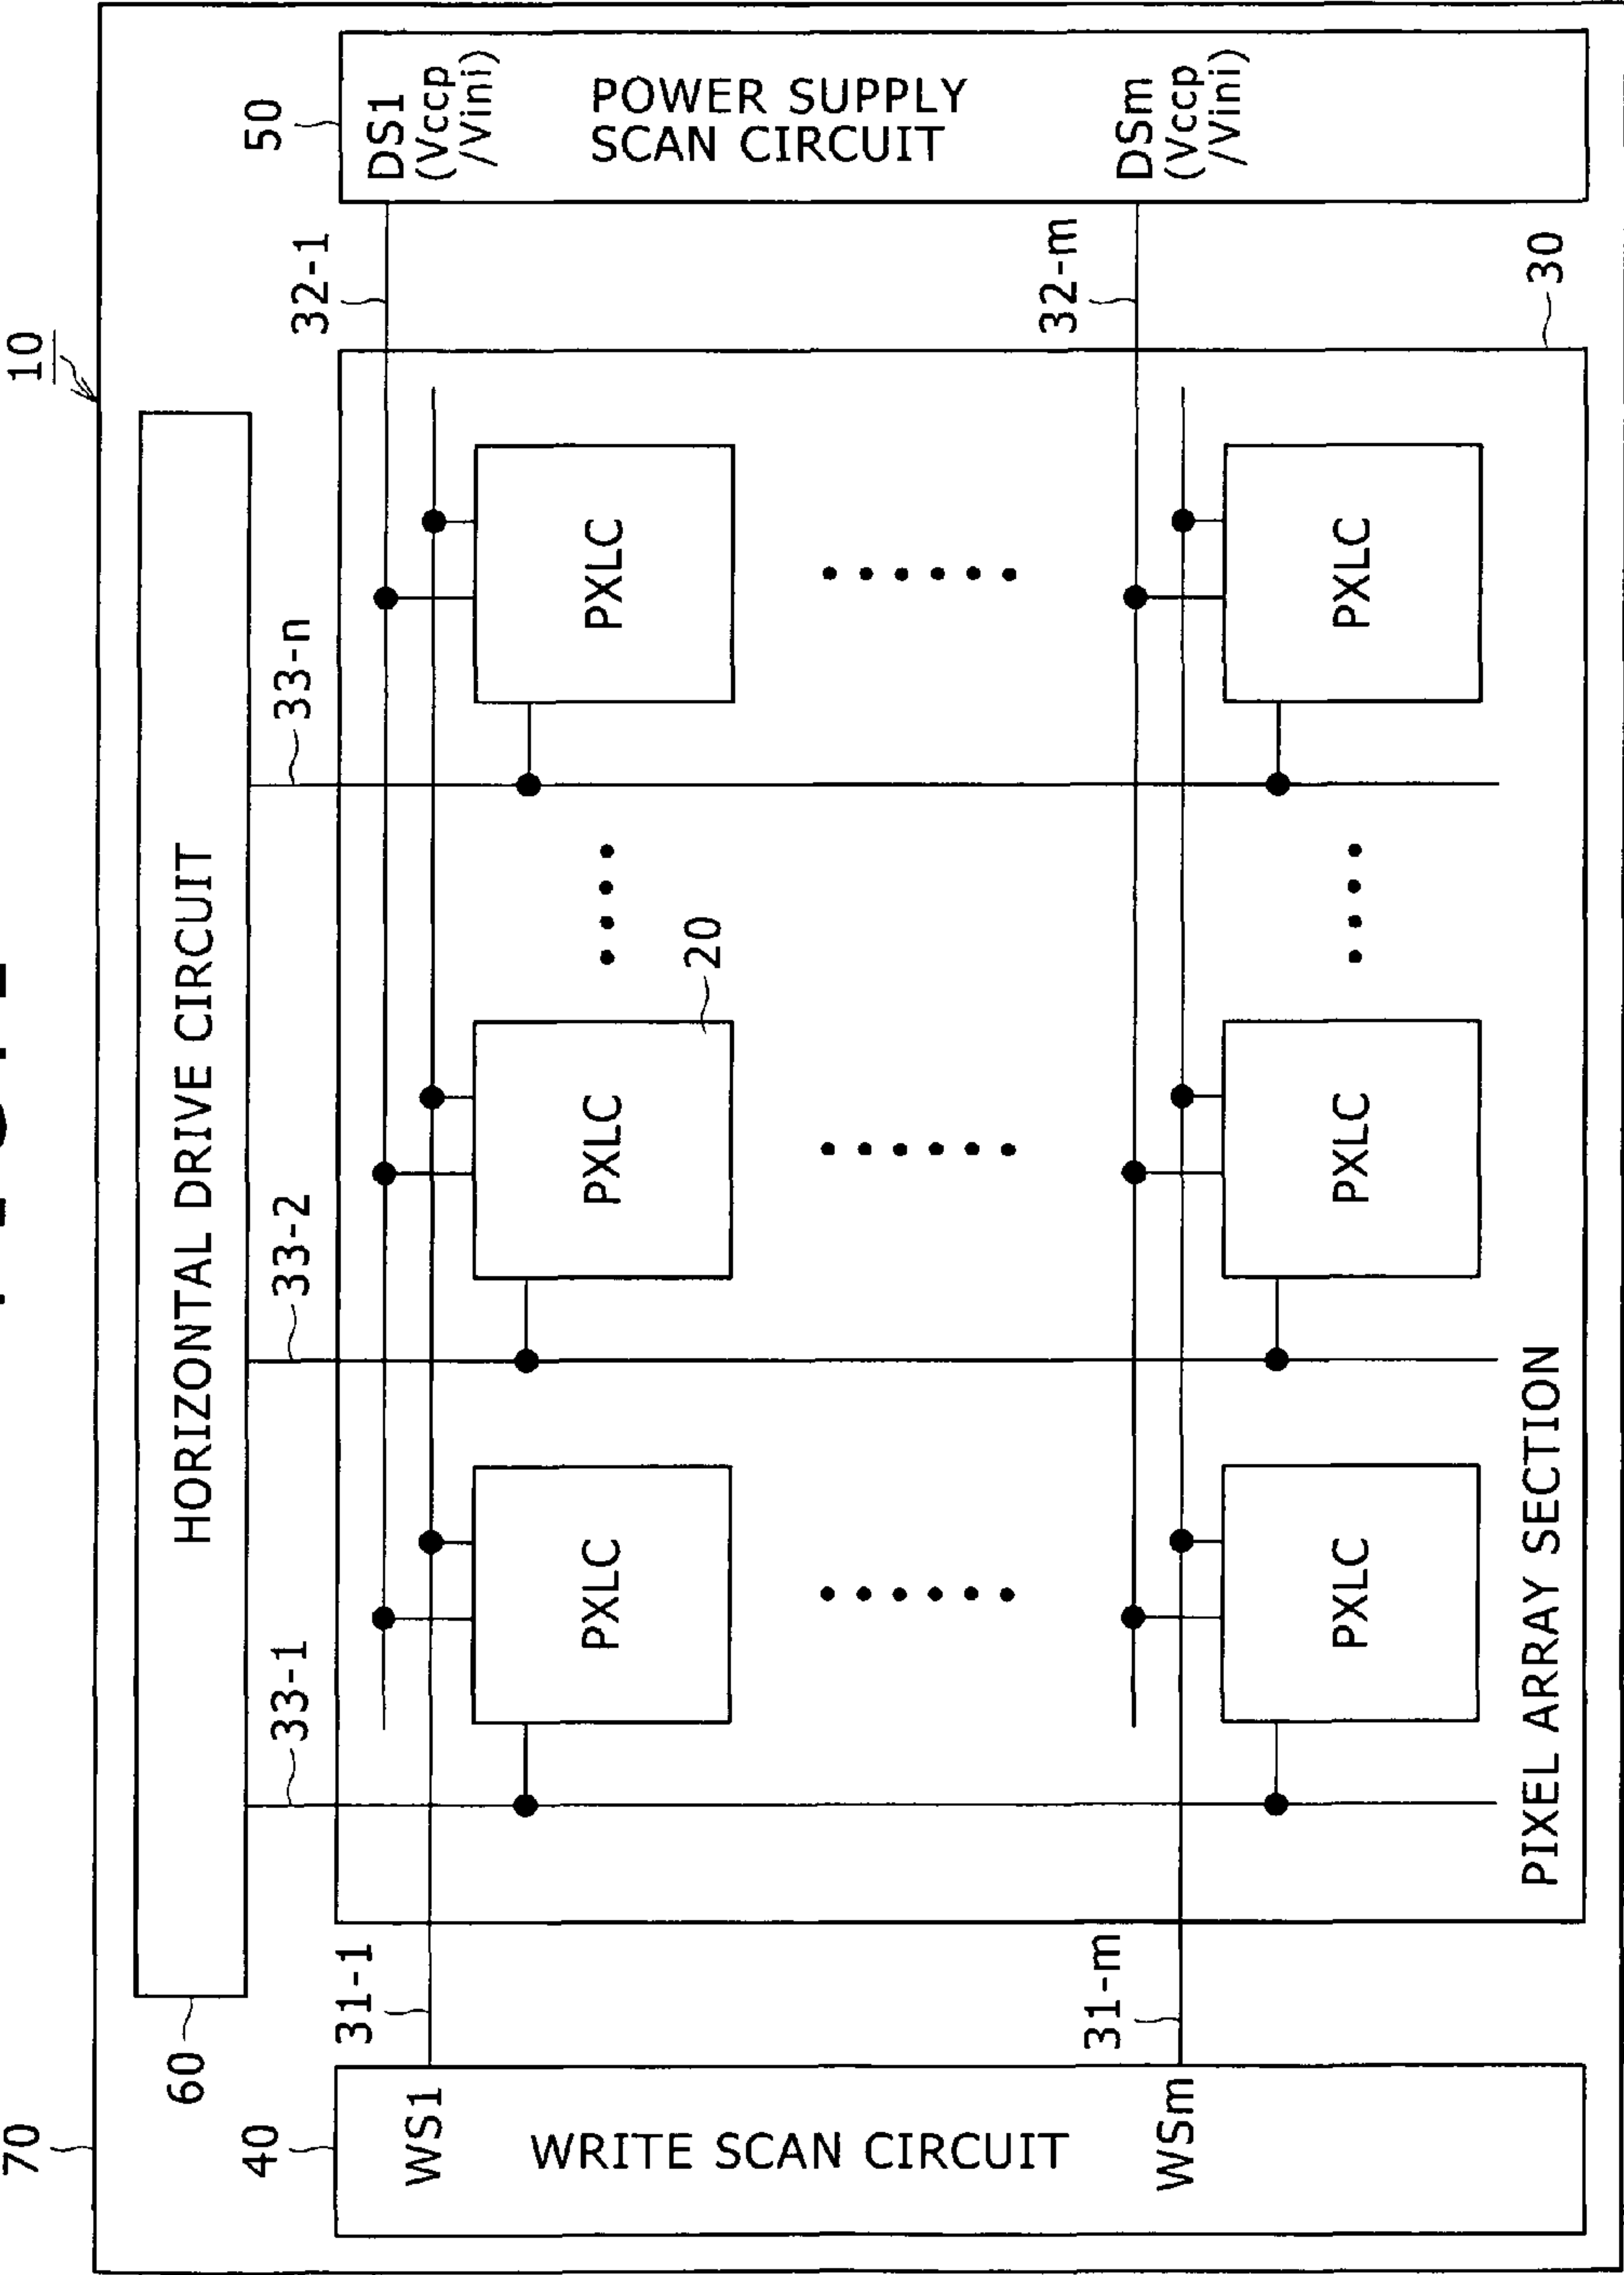 10
70
60
HORIZONTAL DRIVE CIRCUIT
40
33-1
33-2
33-n
50
31-1
32-1
WS1
DS1
(Vccp
/Vini)
PXLC
PXLC
PXLC
20
WRITE SCAN CIRCUIT
POWER SUPPLY
SCAN CIRCUIT
31-m
32-m
WSm
DSm
(Vccp
/Vini)
PXLC
PXLC
PXLC
PIXEL ARRAY SECTION
30